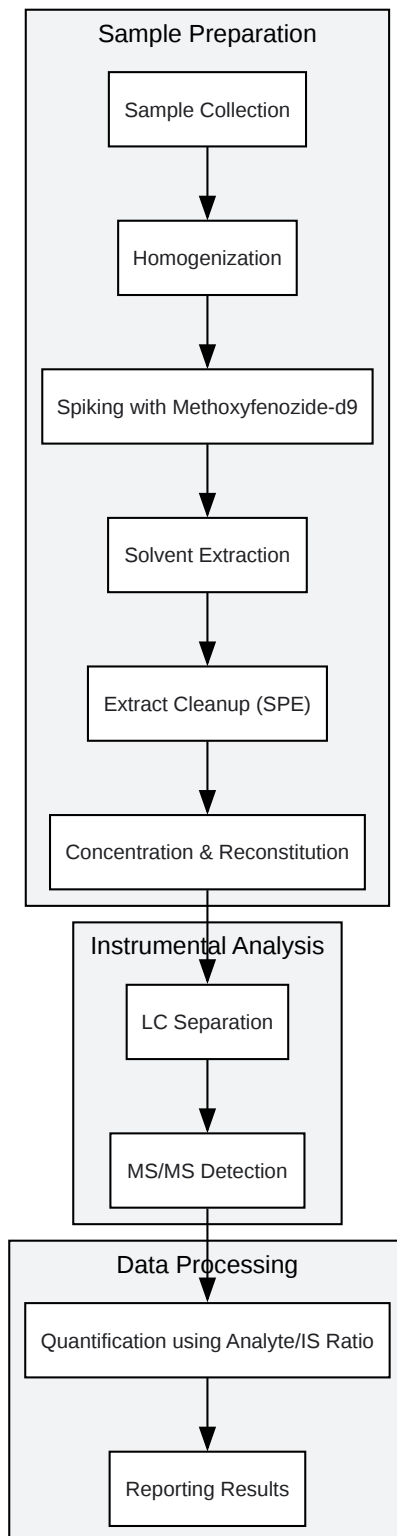 Sample Preparation
Sample Collection
Homogenization
Spiking with Methoxyfenozide-d9
Solvent Extraction
Extract Cleanup (SPE)
Concentration & Reconstitution
Instrumental Analysis
LC Separation
MS/MS Detection
Data Processing
Quantification using Analyte/IS Ratio
Reporting Results